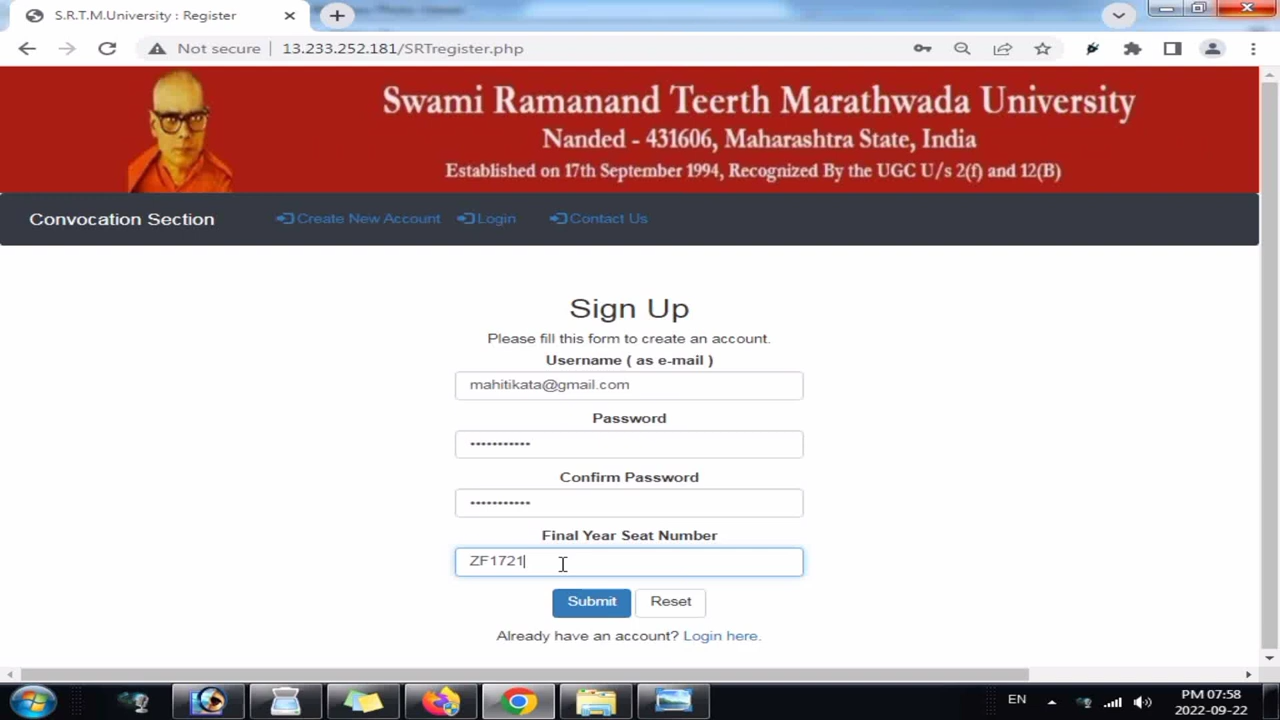 S.R.T.M.University : Register
Not secure
13.233.252.181/SRTregister.php
Swami Ramanand Teerth Marathwada University
Nanded - 431606, Maharashtra State, India
Established on 17th September 1994, Recognized By the UGC U/s 2(f) and 12(B)
Convocation Section
Create New Account
Login
Contact Us
Sign Up
Please fill this form to create an account.
Username ( as e-mail )
mahitikata@gmail.com
Password
•••••••••••
Confirm Password
•••••••••••
Final Year Seat Number
ZF1721
Submit
Reset
Already have an account? Login here.
EN
PM 07:58
2022-09-22